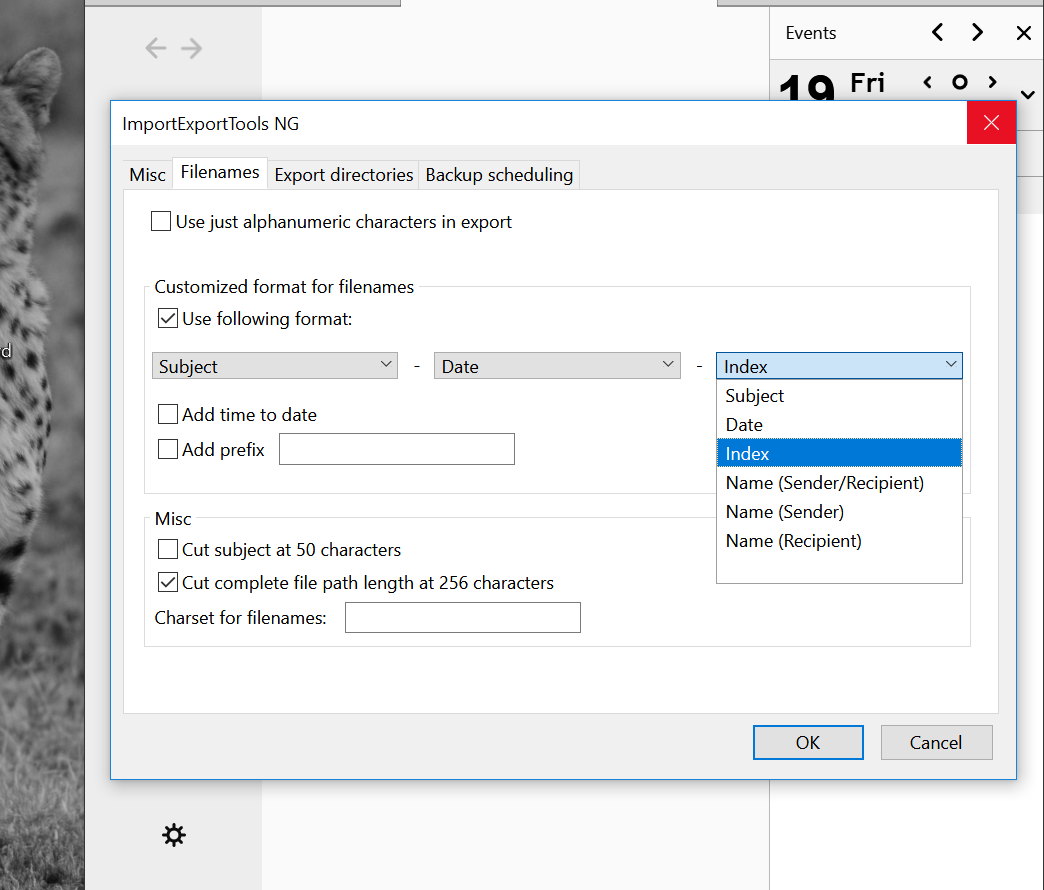 Events
19 Fri
ImportExportTools NG
Misc Filenames Export directories Backup scheduling
Use just alphanumeric characters in export
Customized format for filenames
Use following format:
Subject - Date - Index
Subject
Date
Index
Name (Sender/Recipient)
Name (Sender)
Name (Recipient)
Add time to date
Add prefix
Misc
Cut subject at 50 characters
Cut complete file path length at 256 characters
Charset for filenames:
OK Cancel